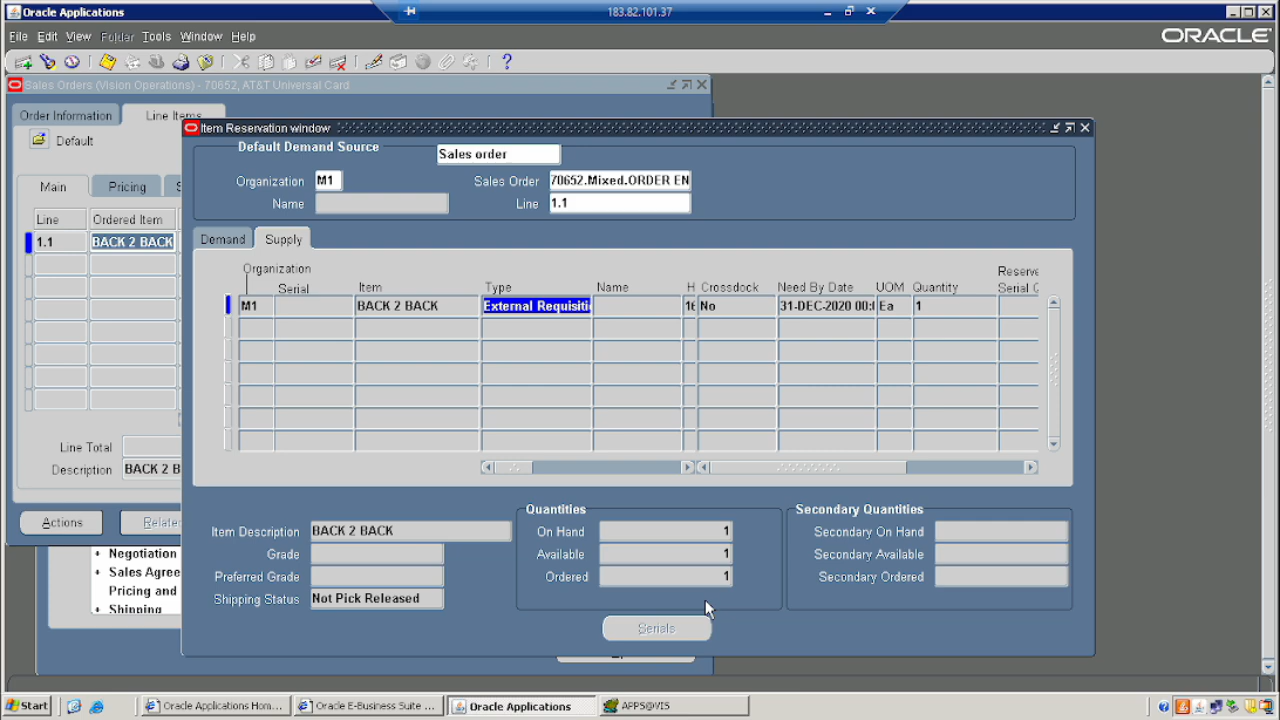 Oracle Applications
183.82.101.37
File Edit View Folder Tools Window Help
ORACLE
Sales Orders (Vision Operations) - 70652, AT&T Universal Card
Order Information Line Items
Default
Main Pricing S
Line Ordered Item
1.1 BACK 2 BACK
Line Total
Description BACK 2 B
Actions Related
Negotiation
Sales Agree
Pricing and
Shipping
Item Reservation window
Default Demand Source Sales order
Organization M1 Sales Order 70652.Mixed.ORDER EN
Name Line 1.1
Demand Supply
Organization
Serial Item Type Name H Crossdock Need By Date UOM Quantity Reserve
Serial
M1 BACK 2 BACK External Requisiti 16 No 31-DEC-2020 00: Ea 1
Item Description BACK 2 BACK
Grade
Preferred Grade
Shipping Status Not Pick Released
Quantities
On Hand 1
Available 1
Ordered 1
Secondary Quantities
Secondary On Hand
Secondary Available
Secondary Ordered
Serials
Start Oracle Applications Hom... Oracle E-Business Suite ... Oracle Applications APPS@VIS